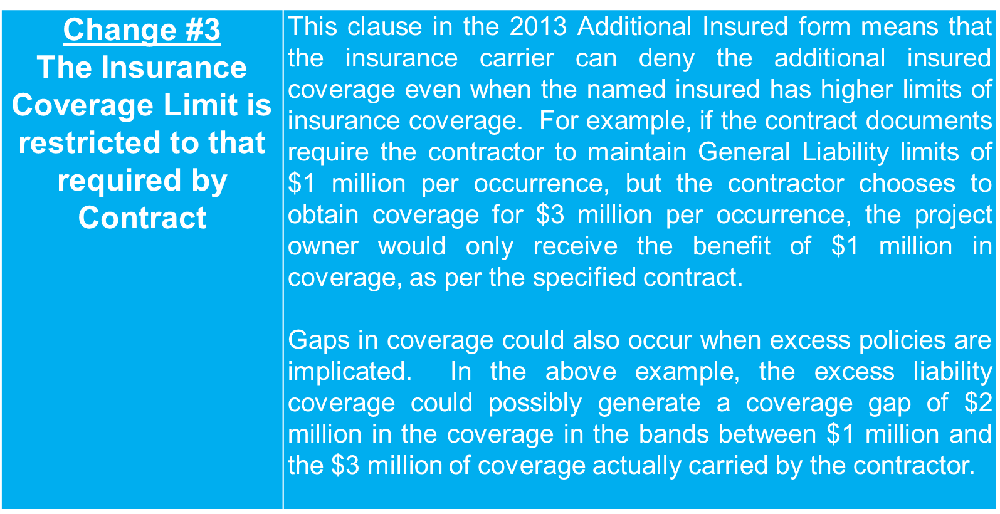 Change #3
The Insurance
Coverage Limit is
restricted to that
required by
Contract
This clause in the 2013 Additional Insured form means that
the insurance carrier can deny the additional insured
coverage even when the named insured has higher limits of
insurance coverage.  For example, if the contract documents
require the contractor to maintain General Liability limits of
$1 million per occurrence, but the contractor chooses to
obtain coverage for $3 million per occurrence, the project
owner would only receive the benefit of $1 million in
coverage, as per the specified contract.
Gaps in coverage could also occur when excess policies are
implicated.  In the above example, the excess liability
coverage could possibly generate a coverage gap of $2
million in the coverage in the bands between $1 million and
the $3 million of coverage actually carried by the contractor.